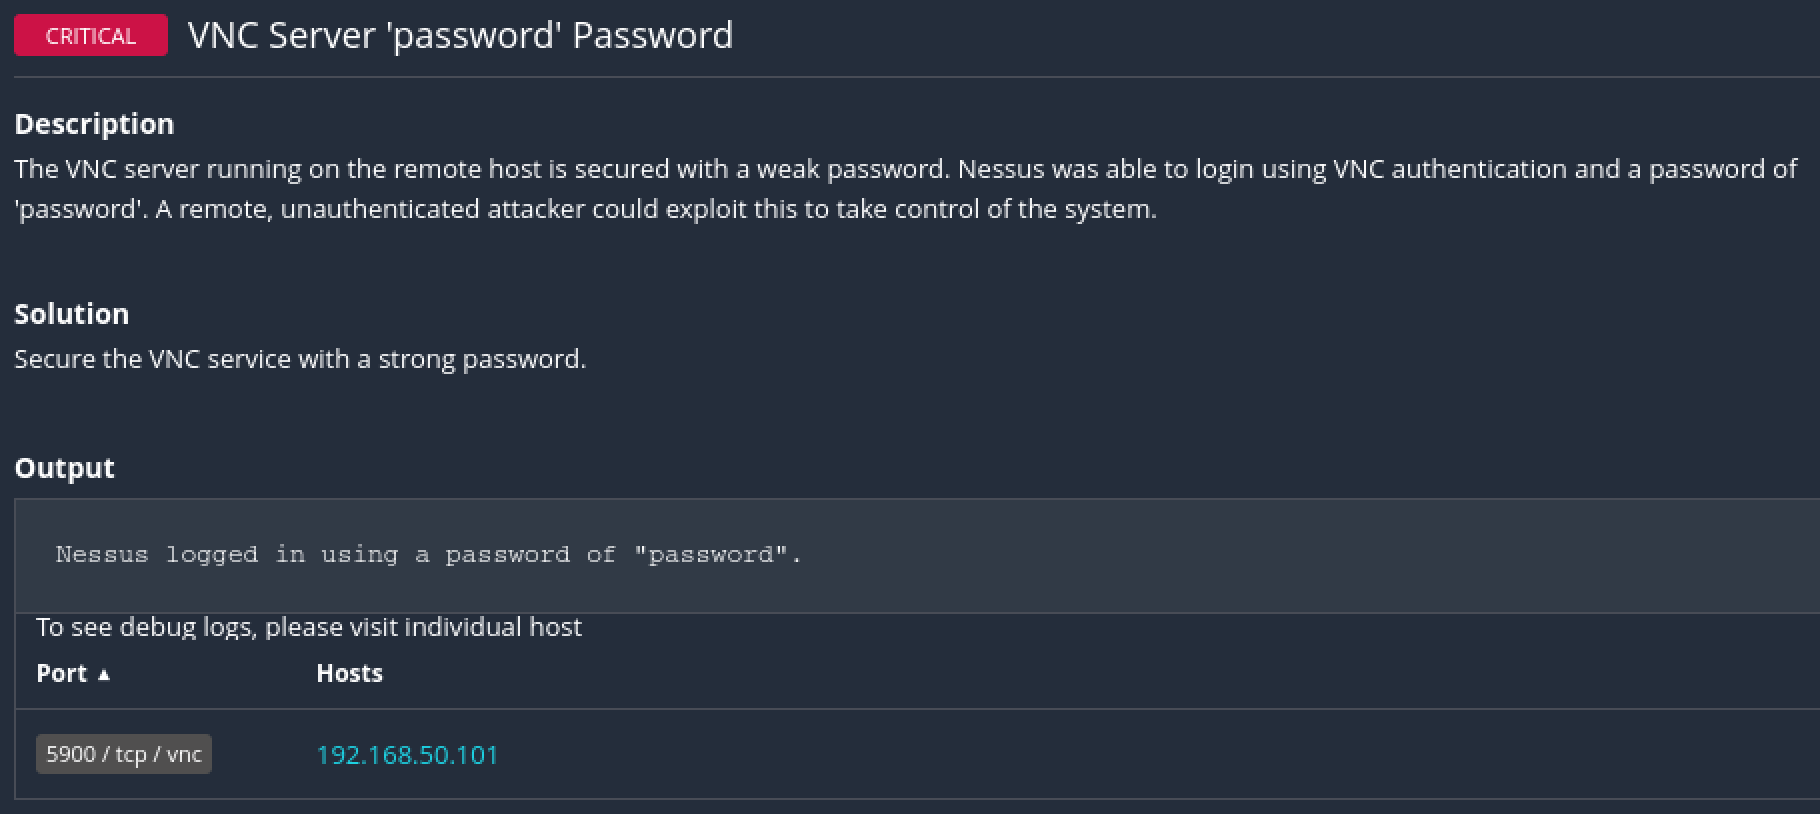 CRITICAL VNC Server 'password' Password
Description
The VNC server running on the remote host is secured with a weak password. Nessus was able to login using VNC authentication and a password of
'password'. A remote, unauthenticated attacker could exploit this to take control of the system.
Solution
Secure the VNC service with a strong password.
Output
Nessus logged in using a password of "password".
To see debug logs, please visit individual host
Port ▲ Hosts
5900 / tcp / vnc 192.168.50.101